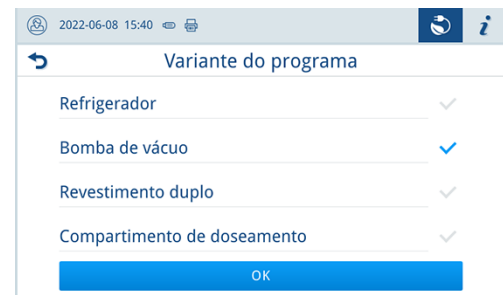 2022-06-08 15:40
i
Variante do programa
Refrigerador
Bomba de vácuo
Revestimento duplo
Compartimento de doseamento
OK